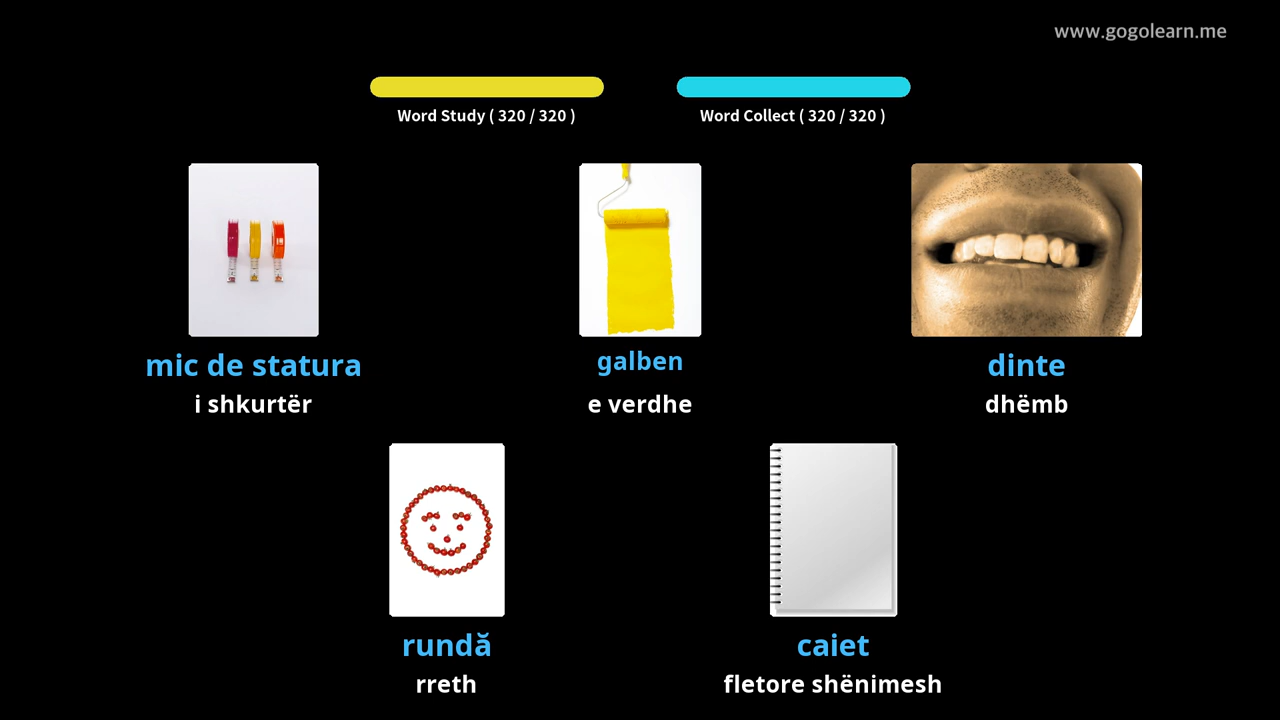 www.gogolearn.me
Word Study ( 320 / 320 )
Word Collect ( 320 / 320 )
mic de statura
i shkurtër
galben
e verdhe
dinte
dhëmb
rundă
rreth
caiet
fletore shënimesh